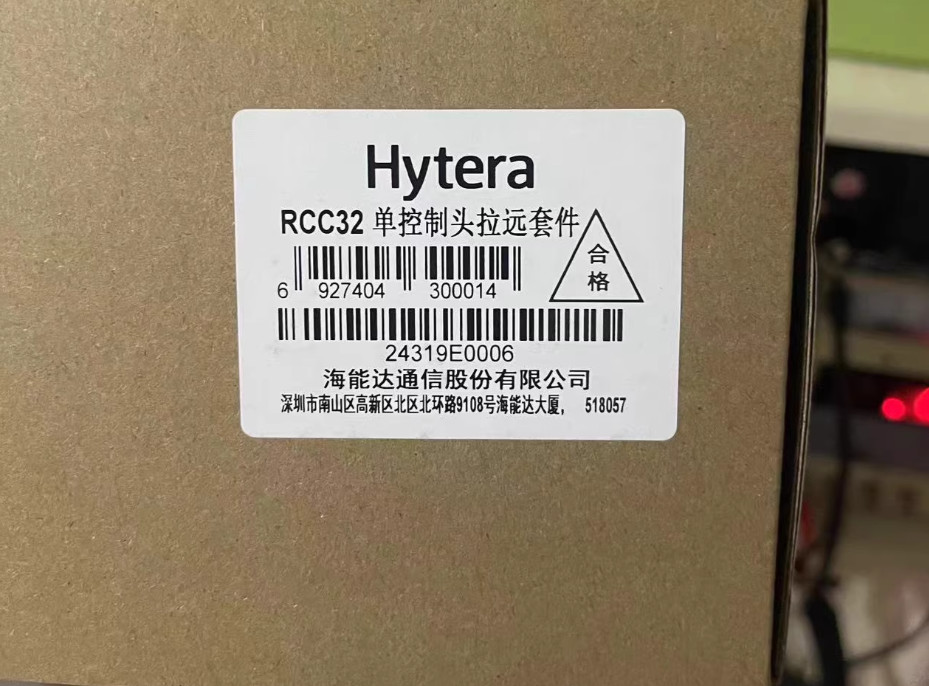 Hytera
RCC32 单控制头拉远套件
合
格
6 927404 300014
24319E0006
海能达通信股份有限公司
深圳市南山区高新区北区北环路9108号海能达大厦， 518057